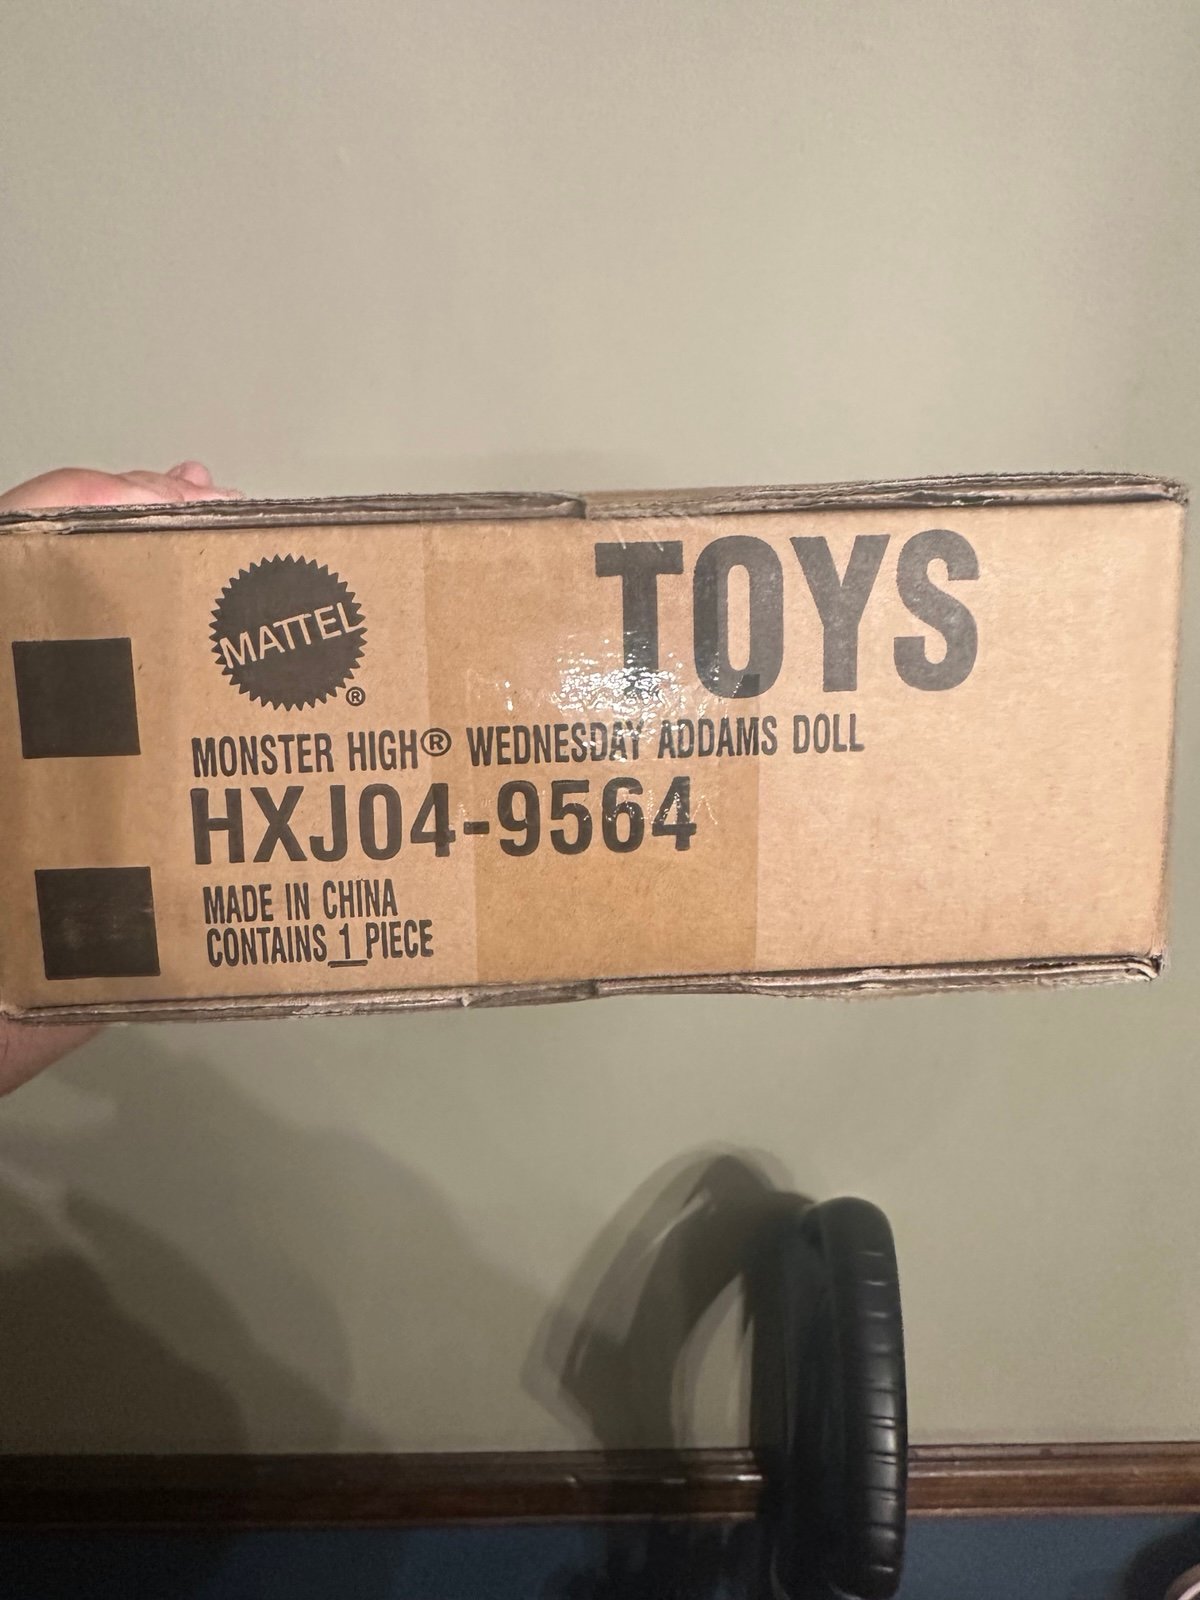 TOYS
MATTEL
®
MONSTER HIGH® WEDNESDAY ADDAMS DOLL
HXJ04-9564
MADE IN CHINA
CONTAINS 1 PIECE